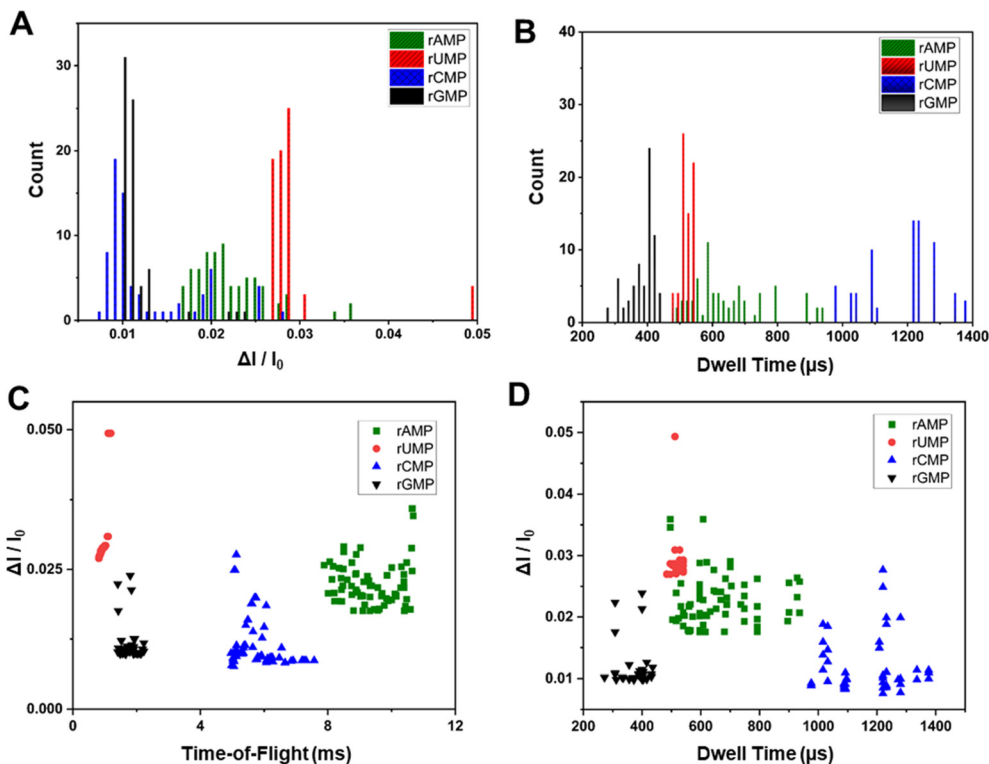 A
Count
30
20
10
0
rAMP
rUMP
rCMP
rGMP
0.01
0.02
0.03
0.04
0.05
ΔI / I₀
B
Count
40
30
20
10
0
rAMP
rUMP
rCMP
rGMP
200
400
600
800
1000
1200
1400
Dwell Time (µs)
C
ΔI / I₀
0.050
0.025
0.000
rAMP
rUMP
rCMP
rGMP
0
4
8
12
Time-of-Flight (ms)
D
ΔI / I₀
0.05
0.04
0.03
0.02
0.01
rAMP
rUMP
rCMP
rGMP
200
400
600
800
1000
1200
1400
Dwell Time (µs)